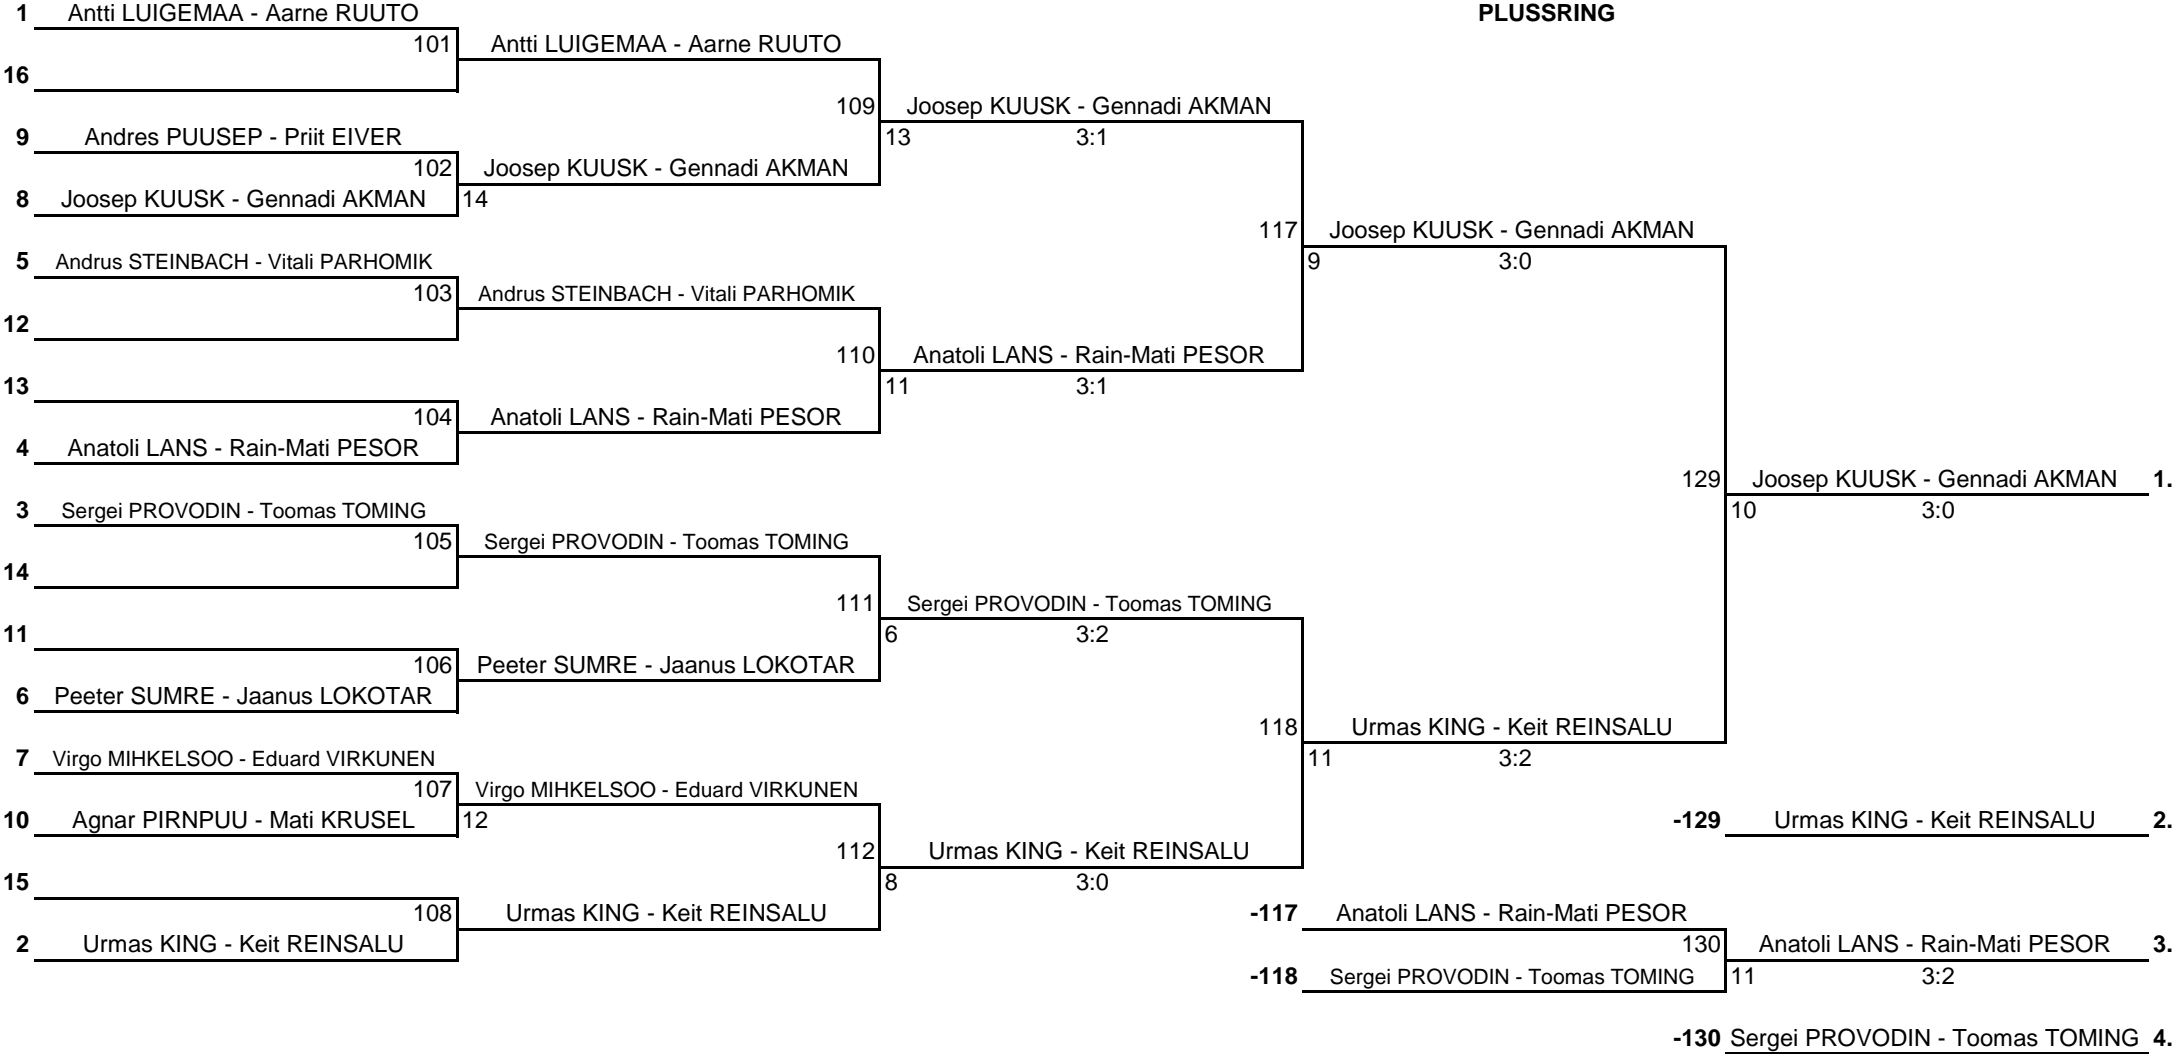 1 Antti LUIGEMAA - Aarne RUUTO PLUSSRING
101 Antti LUIGEMAA - Aarne RUUTO
16
109 Joosep KUUSK - Gennadi AKMAN
9 Andres PUUSEP - Priit EIVER 13 3:1
102 Joosep KUUSK - Gennadi AKMAN
8 Joosep KUUSK - Gennadi AKMAN 14
117 Joosep KUUSK - Gennadi AKMAN
5 Andrus STEINBACH - Vitali PARHOMIK 9 3:0
103 Andrus STEINBACH - Vitali PARHOMIK
12
110 Anatoli LANS - Rain-Mati PESOR
13 11 3:1
104 Anatoli LANS - Rain-Mati PESOR
4 Anatoli LANS - Rain-Mati PESOR
129 Joosep KUUSK - Gennadi AKMAN 1.
3 Sergei PROVODIN - Toomas TOMING 10 3:0
105 Sergei PROVODIN - Toomas TOMING
14
111 Sergei PROVODIN - Toomas TOMING
11 6 3:2
106 Peeter SUMRE - Jaanus LOKOTAR
6 Peeter SUMRE - Jaanus LOKOTAR
118 Urmas KING - Keit REINSALU
7 Virgo MIHKELSOO - Eduard VIRKUNEN 11 3:2
107 Virgo MIHKELSOO - Eduard VIRKUNEN
10 Agnar PIRNPUU - Mati KRUSEL 12 -129 Urmas KING - Keit REINSALU 2.
112 Urmas KING - Keit REINSALU
15 8 3:0
108 Urmas KING - Keit REINSALU -117 Anatoli LANS - Rain-Mati PESOR
2 Urmas KING - Keit REINSALU 130 Anatoli LANS - Rain-Mati PESOR 3.
-118 Sergei PROVODIN - Toomas TOMING 11 3:2
-130 Sergei PROVODIN - Toomas TOMING 4.